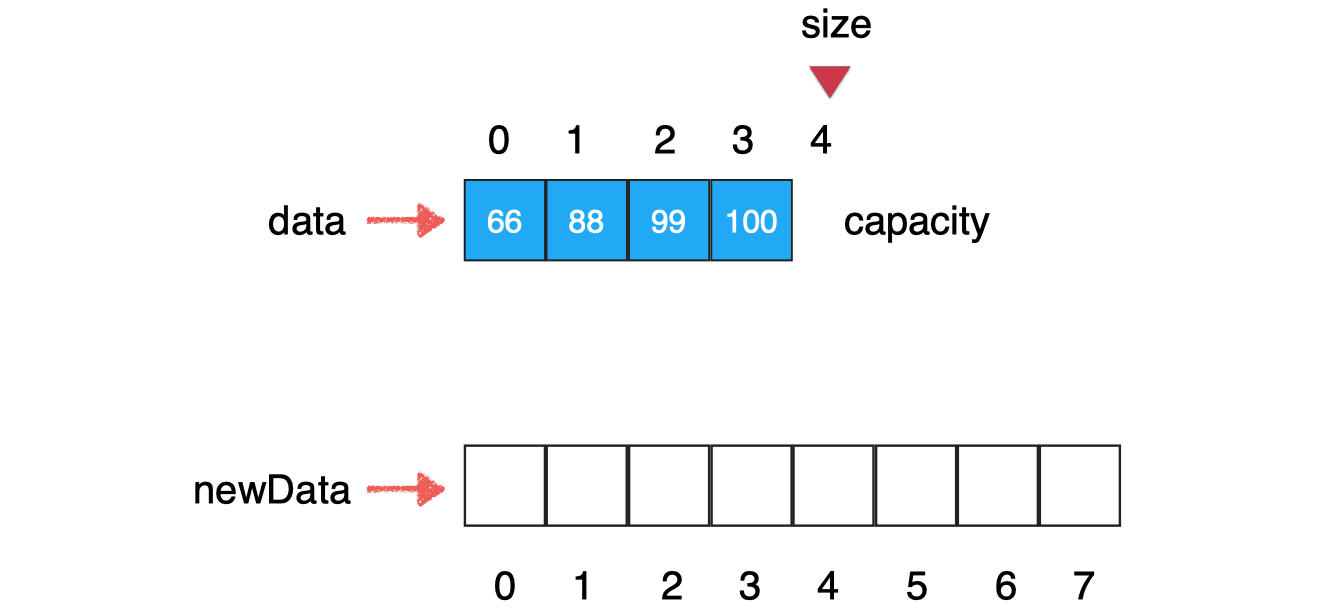 size
0 1 2 3 4
data 66 88 99 100 capacity
newData
0 1 2 3 4 5 6 7